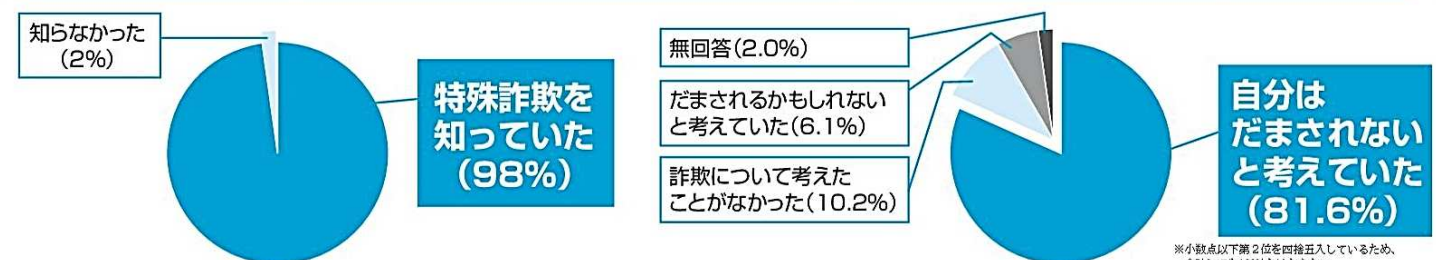 知らなかった
(2%)
特殊詐欺を
知っていた
(98%)
無回答(2.0%)
だまされるかもしれない
と考えていた(6.1%)
詐欺について考えた
ことがなかった(10.2%)
自分は
だまされない
と考えていた
(81.6%)
※小数点以下第2位を四捨五入しているため、